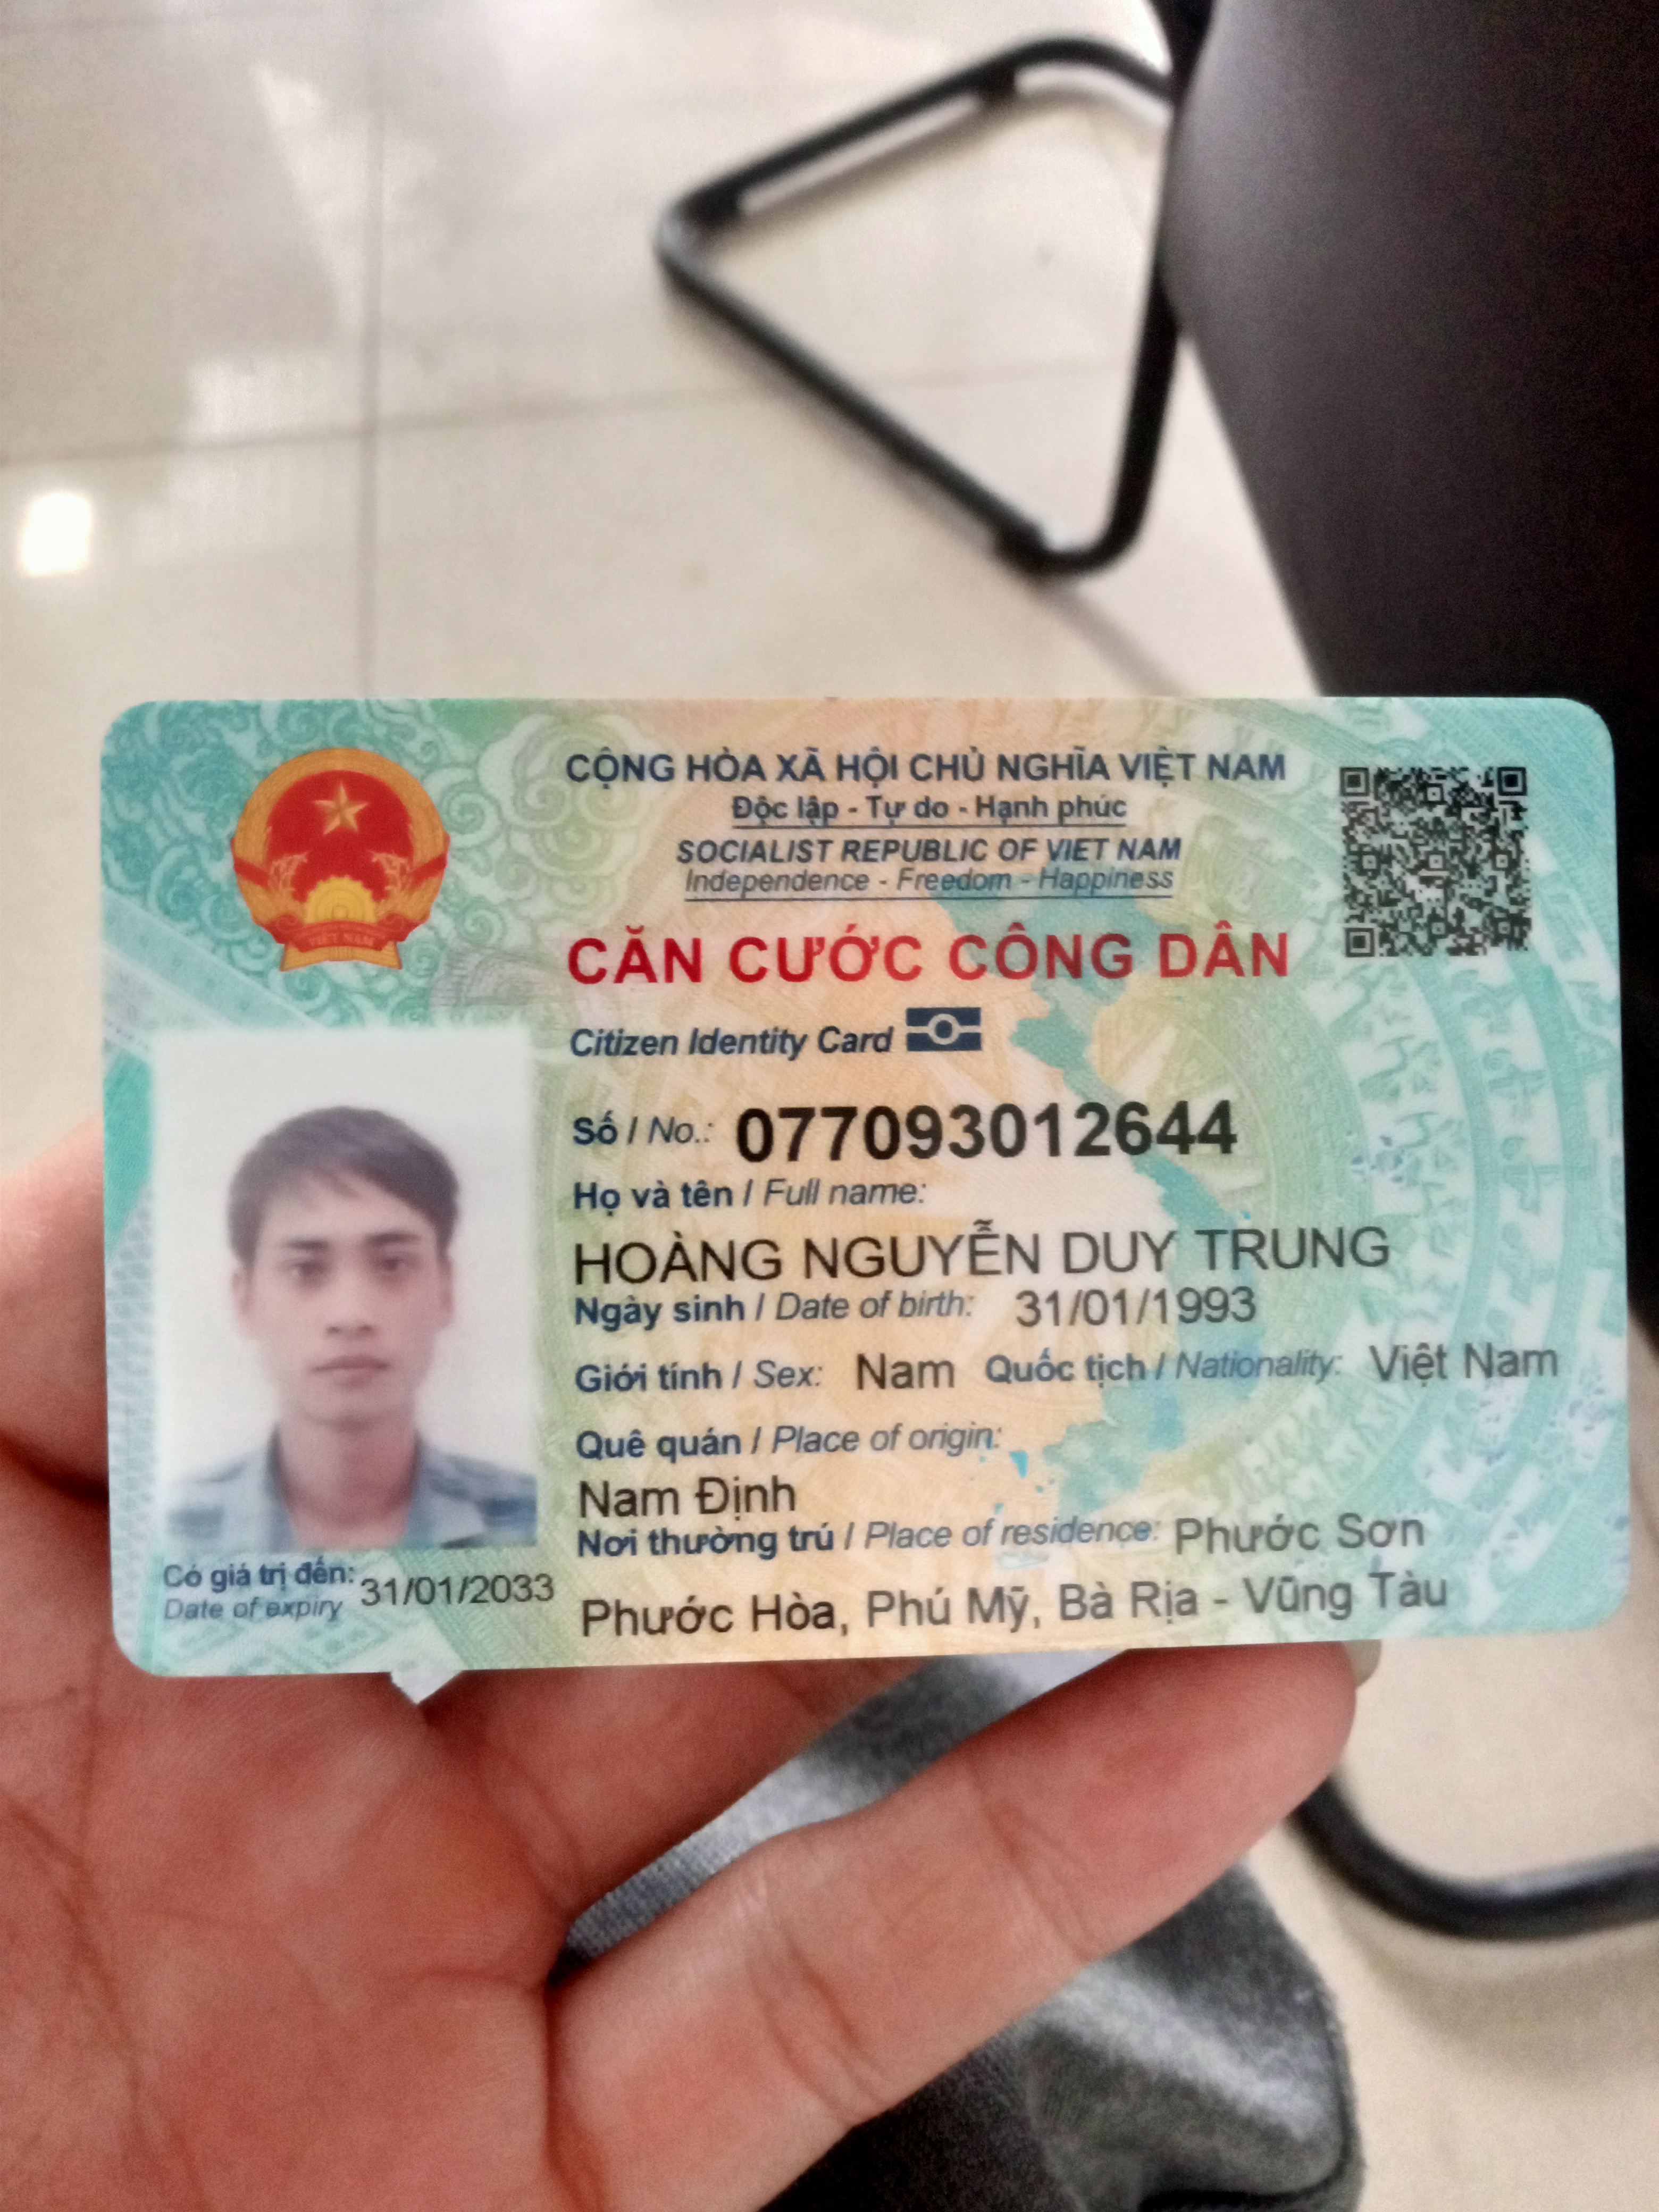 CỘNG HÒA XÃ HỘI CHỦ NGHĨA VIỆT NAM
Độc lập - Tự do - Hạnh phúc
SOCIALIST REPUBLIC OF VIET NAM
Independence - Freedom - Happiness
CĂN CƯỚC CÔNG DÂN
Citizen Identity Card
Số / No.: 077093012644
Họ và tên / Full name:
HOÀNG NGUYỄN DUY TRUNG
Ngày sinh / Date of birth: 31/01/1993
Giới tính / Sex: Nam Quốc tịch / Nationality: Việt Nam
Quê quán / Place of origin:
Nam Định
Nơi thường trú / Place of residence: Phước Sơn
Phước Hòa, Phú Mỹ, Bà Rịa - Vũng Tàu
Có giá trị đến: 31/01/2033
Date of expiry
VIỆT NAM